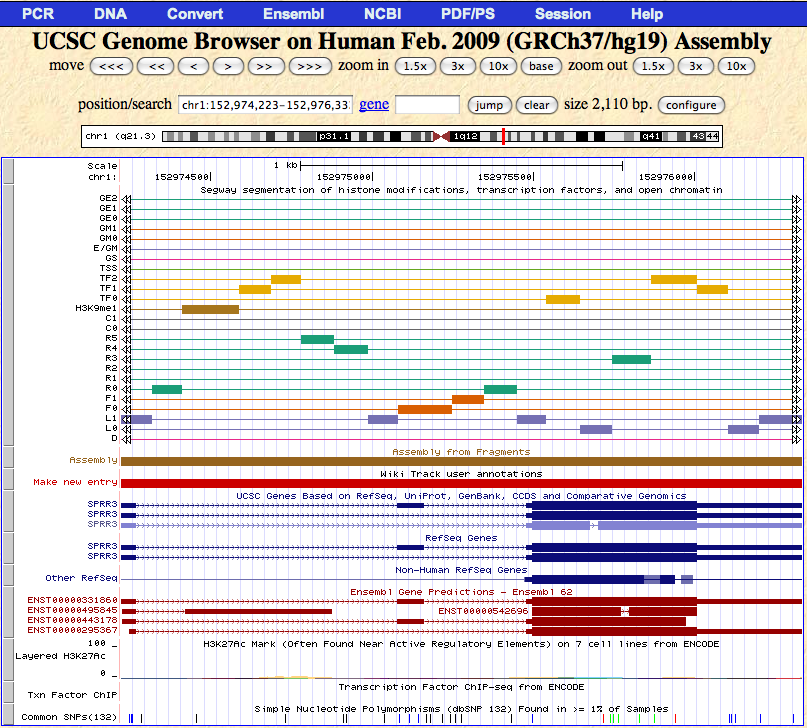 PCR DNA Convert Ensembl NCBI PDF/PS Session Help
UCSC Genome Browser on Human Feb. 2009 (GRCh37/hg19) Assembly
move <<< << < > >> >>> zoom in 1.5x 3x 10x base zoom out 1.5x 3x 10x
position/search chr1:152,974,223-152,976,33 gene jump clear size 2,110 bp. configure
chr1 (q21.3) p31.1 1q12 q41 43 44
Scale 1 kb
chr1: 152974500 152975000 152975500 152976000
Segway segmentation of histone modifications, transcription factors, and open chromatin
GE2
GE1
GE0
GM1
GM0
E/GM
GS
TSS
TF2
TF1
TF0
H3K9me1
C1
C0
R5
R4
R3
R2
R1
R0
F1
F0
L1
L0
D
Assembly from Fragments
Assembly
Wiki Track user annotations
Make new entry
UCSC Genes Based on RefSeq, UniProt, GenBank, CCDS and Comparative Genomics
SPRR3
SPRR3
SPRR3
RefSeq Genes
SPRR3
SPRR3
Non-Human RefSeq Genes
Other RefSeq
Ensembl Gene Predictions - Ensembl 62
ENST00000331860
ENST00000495845 ENST00000542696
ENST00000443178
ENST00000295367
100 _ H3K27Ac Mark (Often Found Near Active Regulatory Elements) on 7 cell lines from ENCODE
Layered H3K27Ac
0 _
Transcription Factor ChIP-seq from ENCODE
Txn Factor ChIP
Simple Nucleotide Polymorphisms (dbSNP 132) Found in >= 1% of Samples
Common SNPs(132)